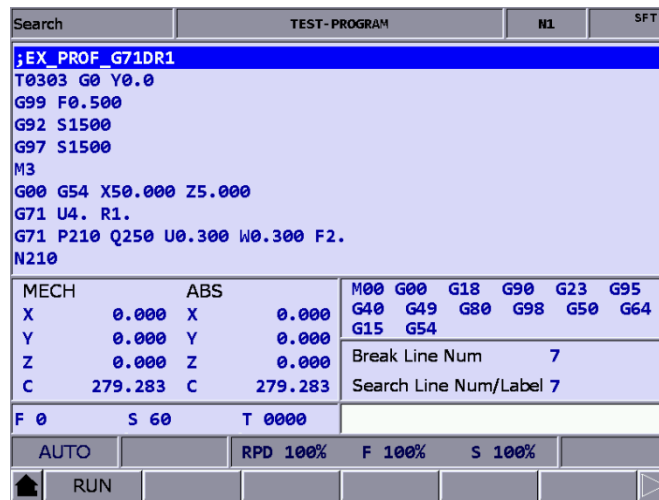 Search TEST-PROGRAM N1 SFT
;EX_PROF_G71DR1
T0303 G0 Y0.0
G99 F0.500
G92 S1500
G97 S1500
M3
G00 G54 X50.000 Z5.000
G71 U4. R1.
G71 P210 Q250 U0.300 W0.300 F2.
N210
MECH ABS
X 0.000 X 0.000
Y 0.000 Y 0.000
Z 0.000 Z 0.000
C 279.283 C 279.283
M00 G00 G18 G90 G23 G95
G40 G49 G80 G98 G50 G64
G15 G54
Break Line Num 7
Search Line Num/Label 7
F 0 S 60 T 0000
AUTO RPD 100% F 100% S 100%
RUN